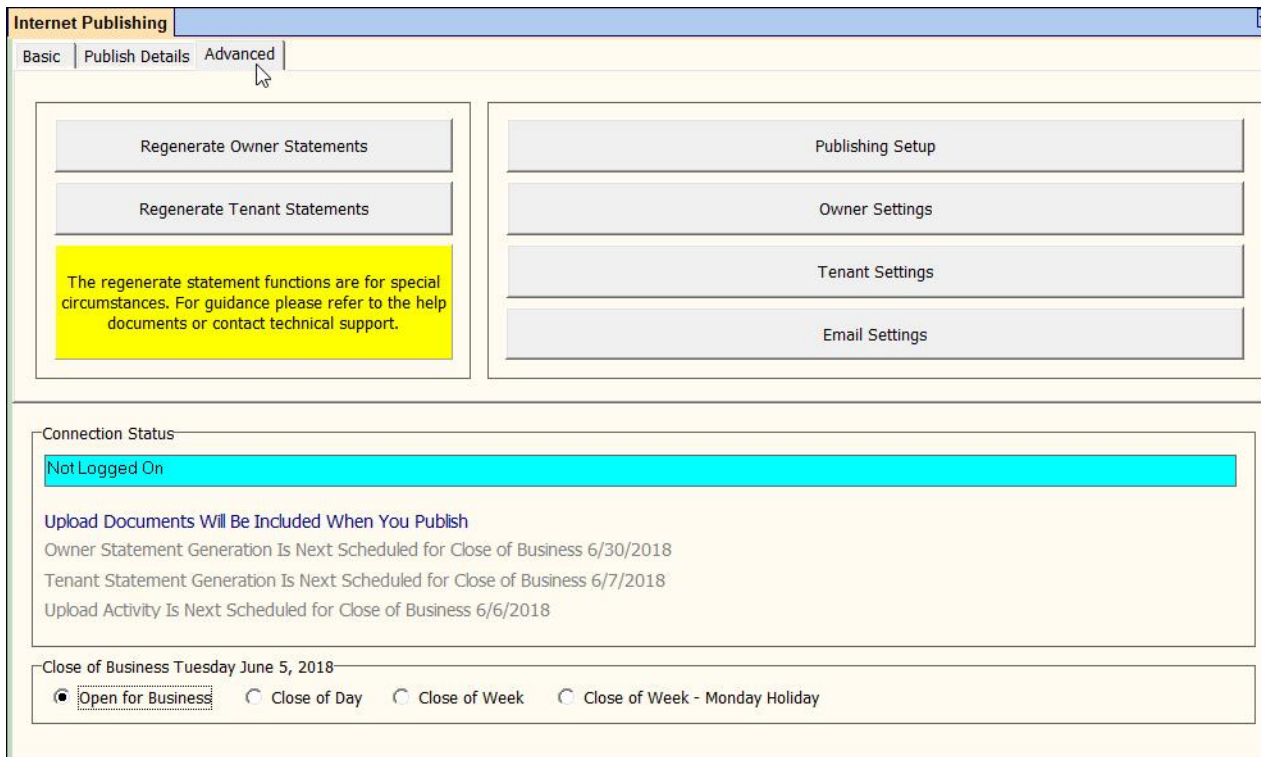 Internet Publishing
Basic
Publish Details
Advanced
Regenerate Owner Statements
Regenerate Tenant Statements
The regenerate statement functions are for special
circumstances. For guidance please refer to the help
documents or contact technical support.
Publishing Setup
Owner Settings
Tenant Settings
Email Settings
Connection Status
Not Logged On
Upload Documents Will Be Included When You Publish
Owner Statement Generation Is Next Scheduled for Close of Business 6/30/2018
Tenant Statement Generation Is Next Scheduled for Close of Business 6/7/2018
Upload Activity Is Next Scheduled for Close of Business 6/6/2018
Close of Business Tuesday June 5, 2018
Open for Business
Close of Day
Close of Week
Close of Week - Monday Holiday